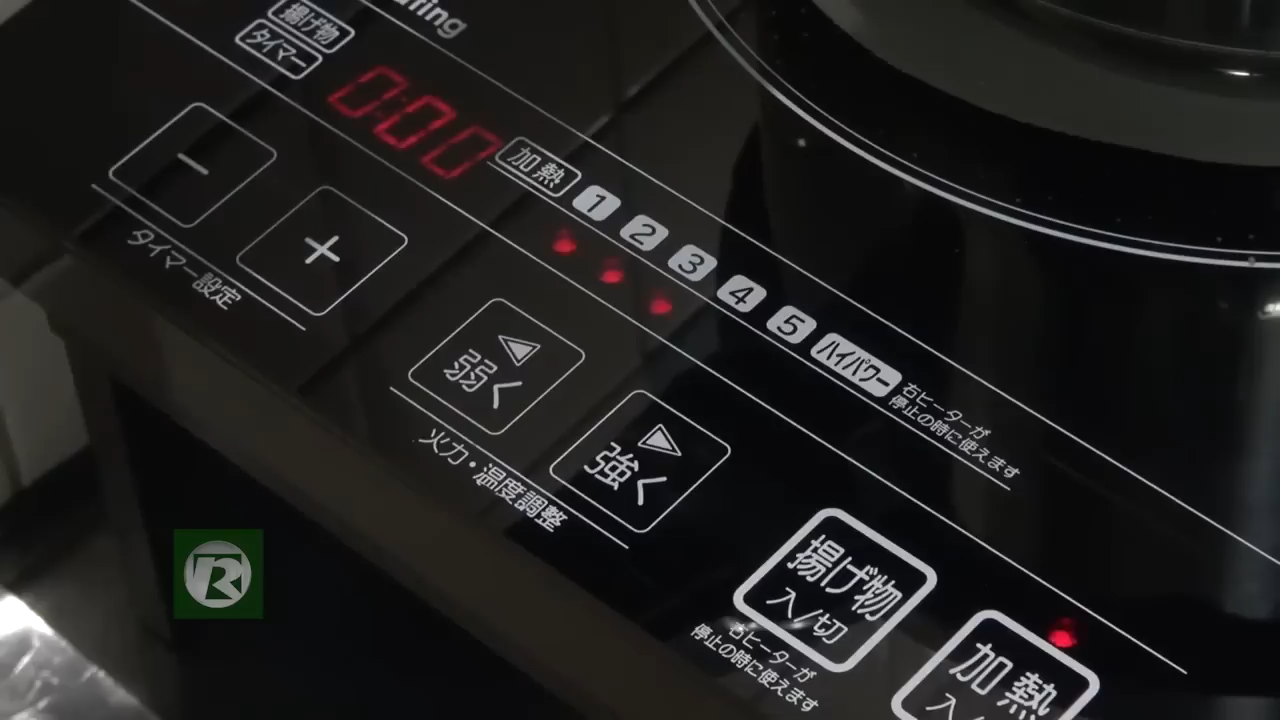 揚げ物
タイマー
0:00
加熱 1 2 3 4 5 ハイパワー
右ヒーターが
停止の時に使えます
タイマー設定
弱く
強く
火力・温度調整
揚げ物
入/切
右ヒーターが
停止の時に使えます
加熱
R